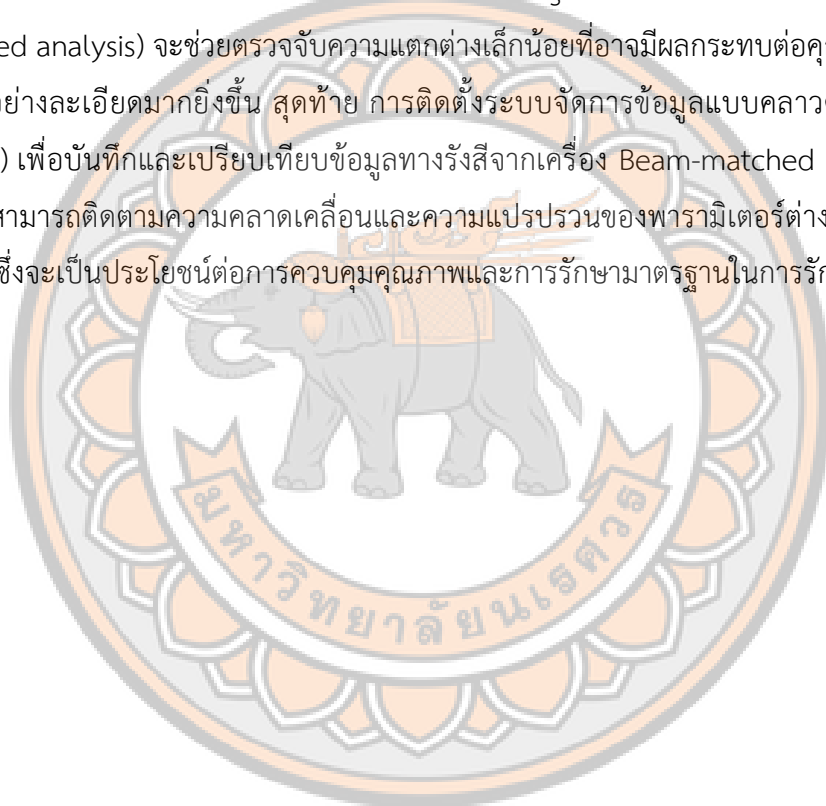 ed analysis) จะช่วยตรวจจับความแตกต่างเล็กน้อยที่อาจมีผลกระทบต่อคุ
อย่างละเอียดมากยิ่งขึ้น สุดท้าย การติดตั้งระบบจัดการข้อมูลแบบคลาวด
) เพื่อบันทึกและเปรียบเทียบข้อมูลทางรังสีจากเครื่อง Beam-matched
สามารถติดตามความคลาดเคลื่อนและความแปรปรวนของพารามิเตอร์ต่าง
ซึ่งจะเป็นประโยชน์ต่อการควบคุมคุณภาพและการรักษามาตรฐานในการรัก
มหาวิทยาลัยนเรศวร